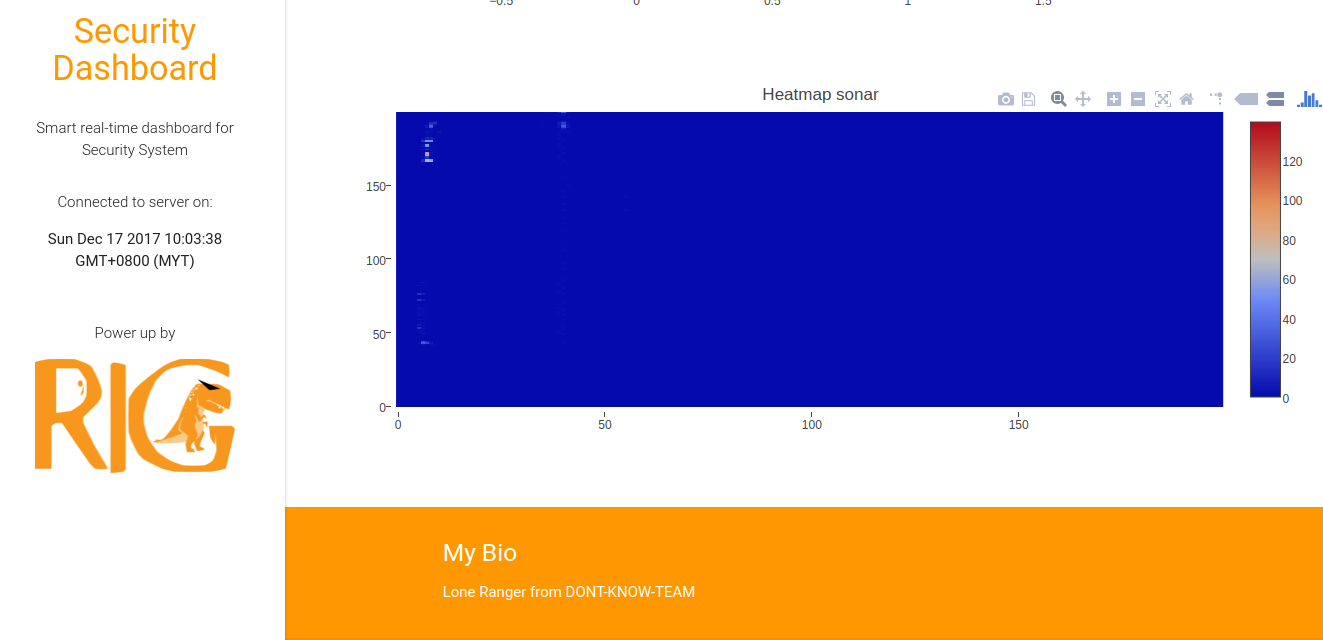 Security
Dashboard
Smart real-time dashboard for
Security System
Connected to server on:
Sun Dec 17 2017 10:03:38
GMT+0800 (MYT)
Power up by
RIG
−0.5 0 0.5 1 1.5
Heatmap sonar
150
100
50
0
0 50 100 150
120
100
80
60
40
20
0
My Bio
Lone Ranger from DONT-KNOW-TEAM